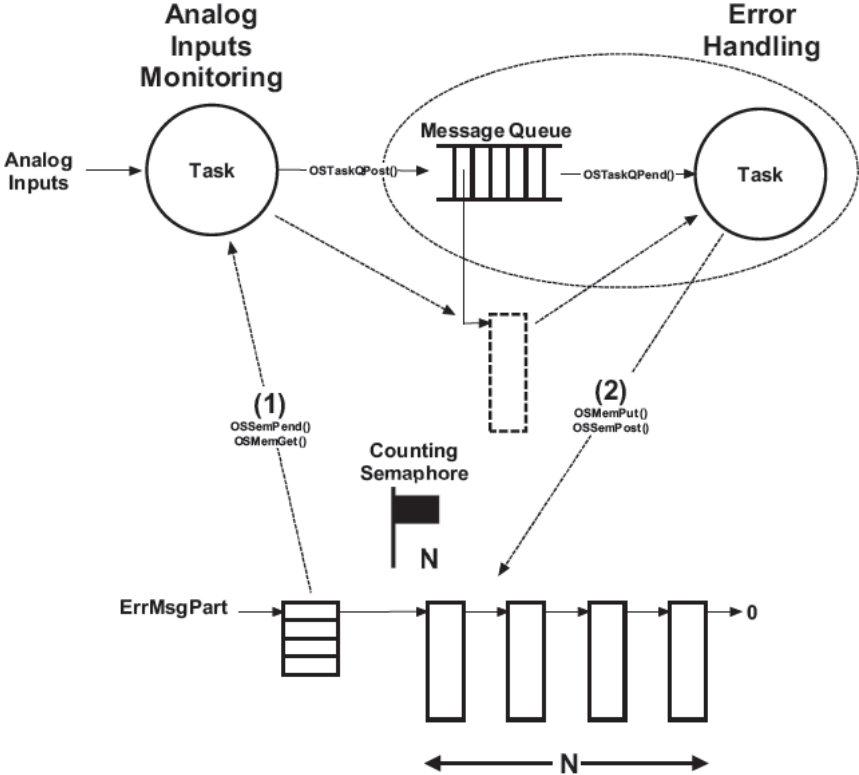 Analog
Inputs
Monitoring
Error
Handling
Message Queue
Analog
Inputs
Task
OSTaskQPost()
OSTaskQPend()
Task
(1)
OSSemPend()
OSMemGet()
(2)
OSMemPut()
OSSemPost()
Counting
Semaphore
N
ErrMsgPart
0
N